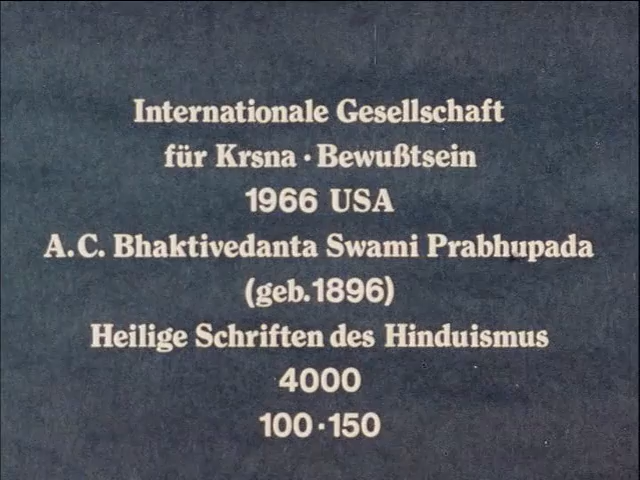 Internationale Gesellschaft
für Krsna · Bewußtsein
1966 USA
A.C. Bhaktivedanta Swami Prabhupada
(geb.1896)
Heilige Schriften des Hinduismus
4000
100·150